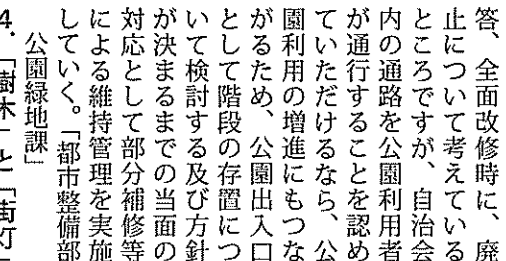 答、全面改修時に、廃
止について考えている
ところですが、自治会
内の通路を公園利用者
が通行することを認め
ていただけるなら、公
園利用の増進にもつな
がるため、公園出入口
として階段の存置につ
いて検討する及び方針
が決まるまでの当面の
対応として部分補修等
による維持管理を実施
していく。「都市整備部
公園緑地課」
4.「樹木」と「街灯」